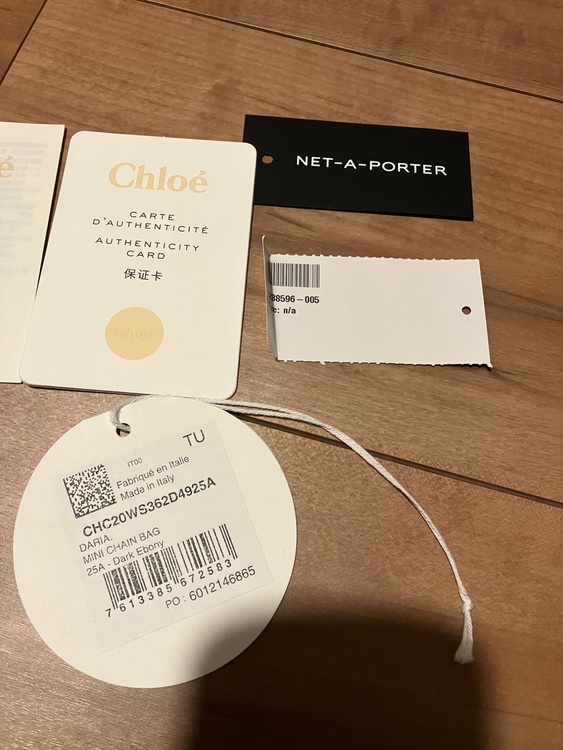 é
Chloé
CARTE
D'AUTHENTICITÉ
AUTHENTICITY
CARD
保证卡
Chloé
NET-A-PORTER
88596-005
e: n/a
TU
IT00
Fabriqué en Italie
Made in Italy
CHC20WS362D4925A
DARIA.
MINI CHAIN BAG
25A - Dark Ebony
7 613385 672583
PO : 6012146865